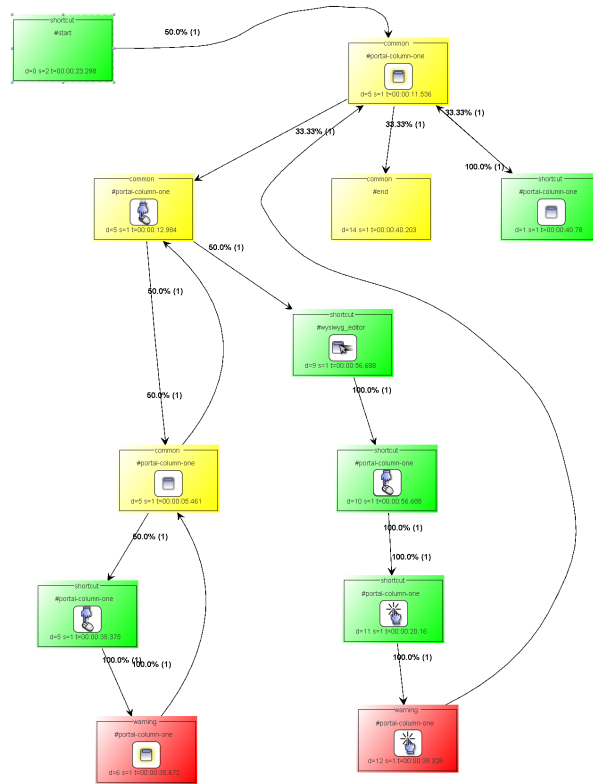 shortcut
#start
d=0 s=2 t=00:00:23.298
50.0% (1)
common
#portal-column-one
d=5 s=1 t=00:00:11.536
33.33% (1)
33.33% (1)
33.33% (1)
100.0% (1)
common
#portal-column-one
d=5 s=1 t=00:00:12.984
common
#end
d=14 s=1 t=00:00:40.203
shortcut
#portal-column-one
d=1 s=1 t=00:00:40.78
50.0% (1)
50.0% (1)
shortcut
#wysiwyg_editor
d=9 s=1 t=00:00:56.688
50.0% (1)
100.0% (1)
common
#portal-column-one
d=5 s=1 t=00:00:05.461
shortcut
#portal-column-one
d=10 s=1 t=00:00:56.688
50.0% (1)
100.0% (1)
100.0% (1)
shortcut
#portal-column-one
d=5 s=1 t=00:00:35.375
shortcut
#portal-column-one
d=11 s=1 t=00:00:20.16
100.0% (1)
100.0% (1)
100.0% (1)
warning
#portal-column-one
d=6 s=1 t=00:00:35.672
warning
#portal-column-one
d=12 s=1 t=00:00:39.328